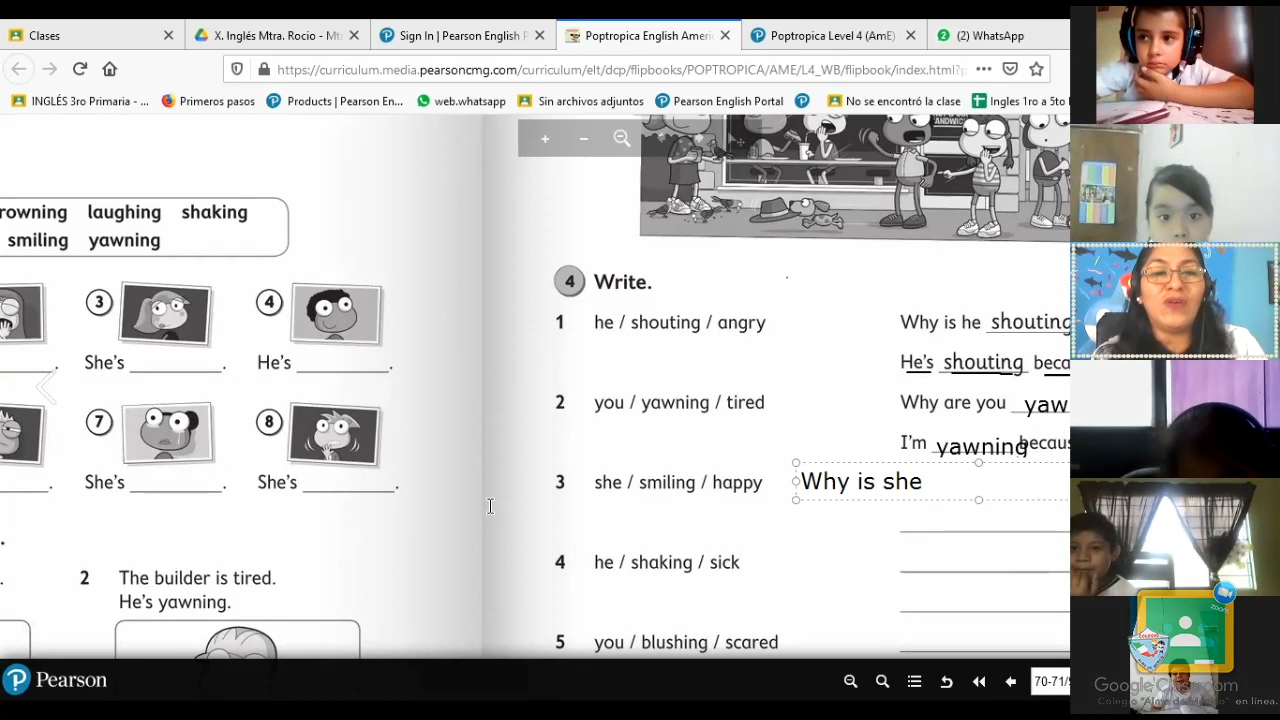 Clases
X. Inglés Mtra. Rocio - Mt
Sign In | Pearson English P
Poptropica English Ameri
Poptropica Level 4 (AmE)
(2) WhatsApp
https://curriculum.media.pearsoncmg.com/curriculum/elt/dcp/flipbooks/POPTROPICA/AME/L4_WB/flipbook/index.html?p
INGLÉS 3ro Primaria - ...
Primeros pasos
Products | Pearson En...
web.whatsapp
Sin archivos adjuntos
Pearson English Portal
No se encontró la clase
Ingles 1ro a 5to
rowning laughing shaking
smiling yawning
3
4
She's
He's
7
8
She's
She's
2 The builder is tired.
He's yawning.
4 Write.
1 he / shouting / angry
Why is he shouting
He's shouting beca
2 you / yawning / tired
Why are you yaw
I'm yawning becaus
3 she / smiling / happy
Why is she
4 he / shaking / sick
5 you / blushing / scared
Pearson
70-71/
zoom
COLEGIO
Google Classroom
en línea.